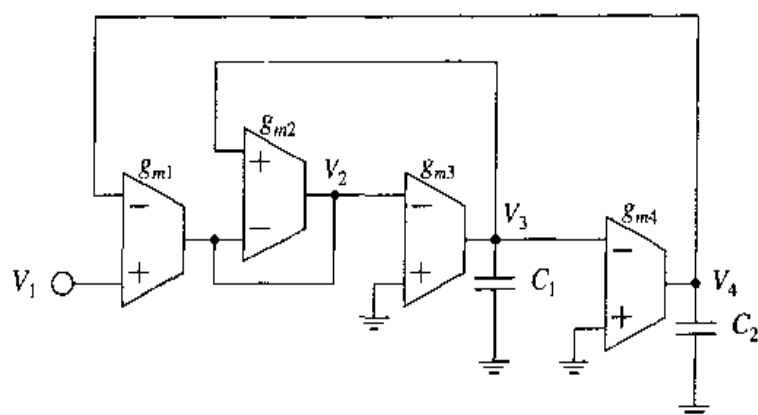 g_{m2}
g_{m1}
V_2
g_{m3}
+
−
−
+
−
+
V_1
V_3
C_1
g_{m4}
−
+
V_4
C_2